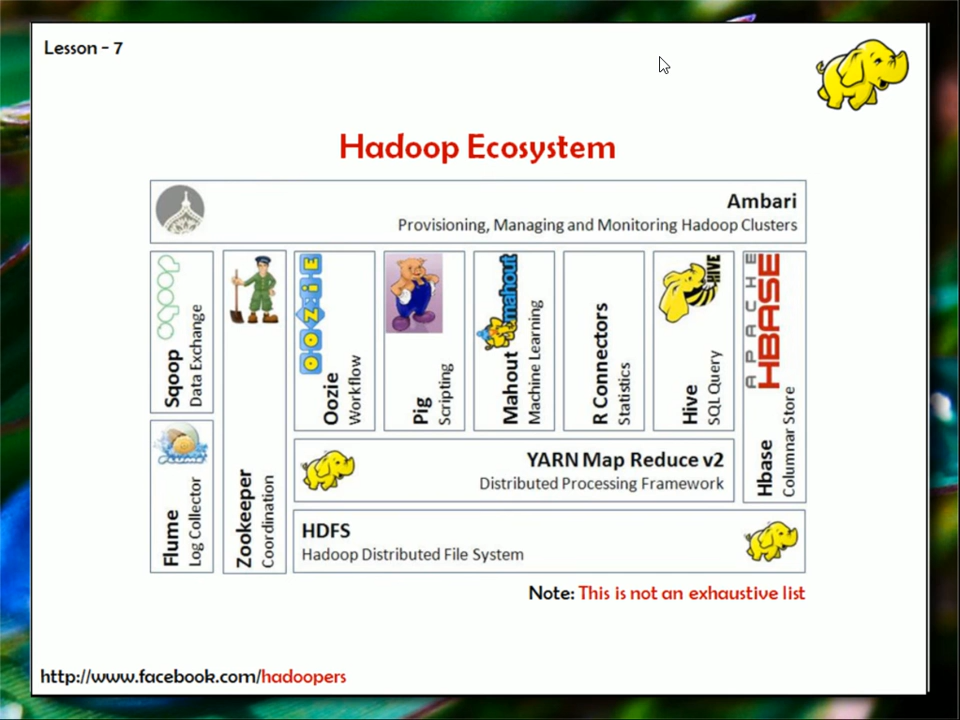 Lesson - 7
Hadoop Ecosystem
Ambari
Provisioning, Managing and Monitoring Hadoop Clusters
sqoop
Sqoop
Data Exchange
FLUME
Flume
Log Collector
Zookeeper
Coordination
OOZIE
Oozie
Workflow
Pig
Scripting
mahout
Mahout
Machine Learning
R Connectors
Statistics
HIVE
Hive
SQL Query
APACHE
HBASE
Hbase
Columnar Store
YARN Map Reduce v2
Distributed Processing Framework
HDFS
Hadoop Distributed File System
Note: This is not an exhaustive list
http://www.facebook.com/hadoopers